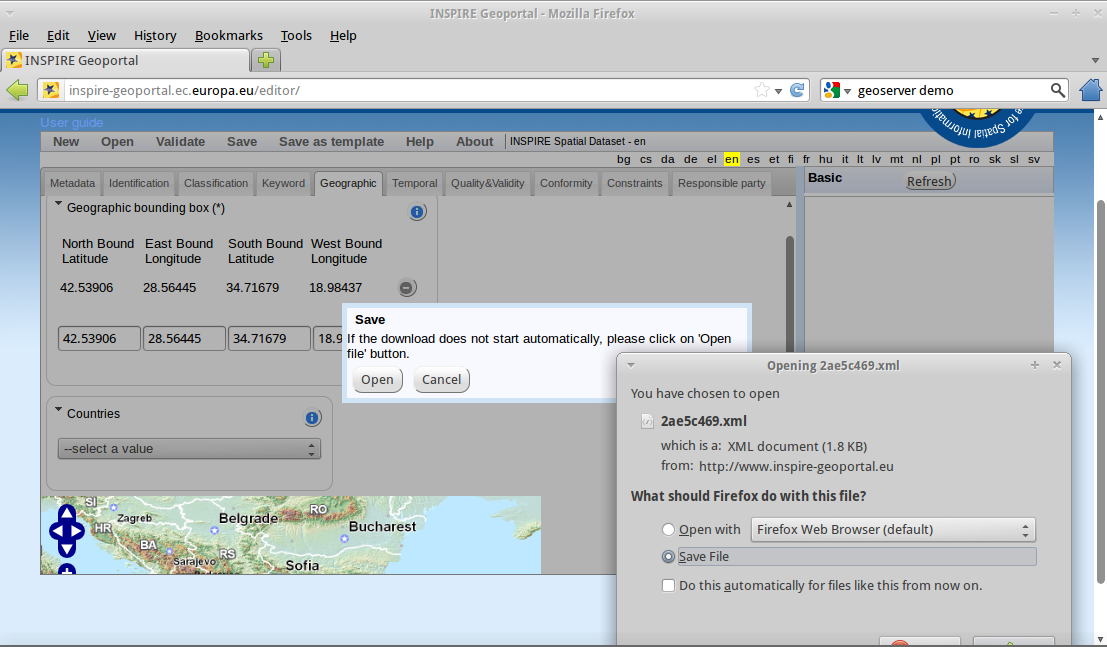 INSPIRE Geoportal - Mozilla Firefox
File Edit View History Bookmarks Tools Help
INSPIRE Geoportal
inspire-geoportal.ec.europa.eu/editor/
geoserver demo
e for Spatial Informati
User guide
New Open Validate Save Save as template Help About INSPIRE Spatial Dataset - en
bg cs da de el en es et fi fr hu it lt lv mt nl pl pt ro sk sl sv
Metadata Identification Classification Keyword Geographic Temporal Quality&Validity Conformity Constraints Responsible party
Basic Refresh
Geographic bounding box (*)
North Bound Latitude East Bound Longitude South Bound Latitude West Bound Longitude
42.53906 28.56445 34.71679 18.98437
42.53906 28.56445 34.71679 18.9
Save
If the download does not start automatically, please click on 'Open
file' button.
Open Cancel
Countries
--select a value
SI
Zagreb
HR
Belgrade
RO
Bucharest
BA
Sarajevo
RS
Sofia
Opening 2ae5c469.xml
You have chosen to open
2ae5c469.xml
which is a: XML document (1.8 KB)
from: http://www.inspire-geoportal.eu
What should Firefox do with this file?
Open with Firefox Web Browser (default)
Save File
Do this automatically for files like this from now on.